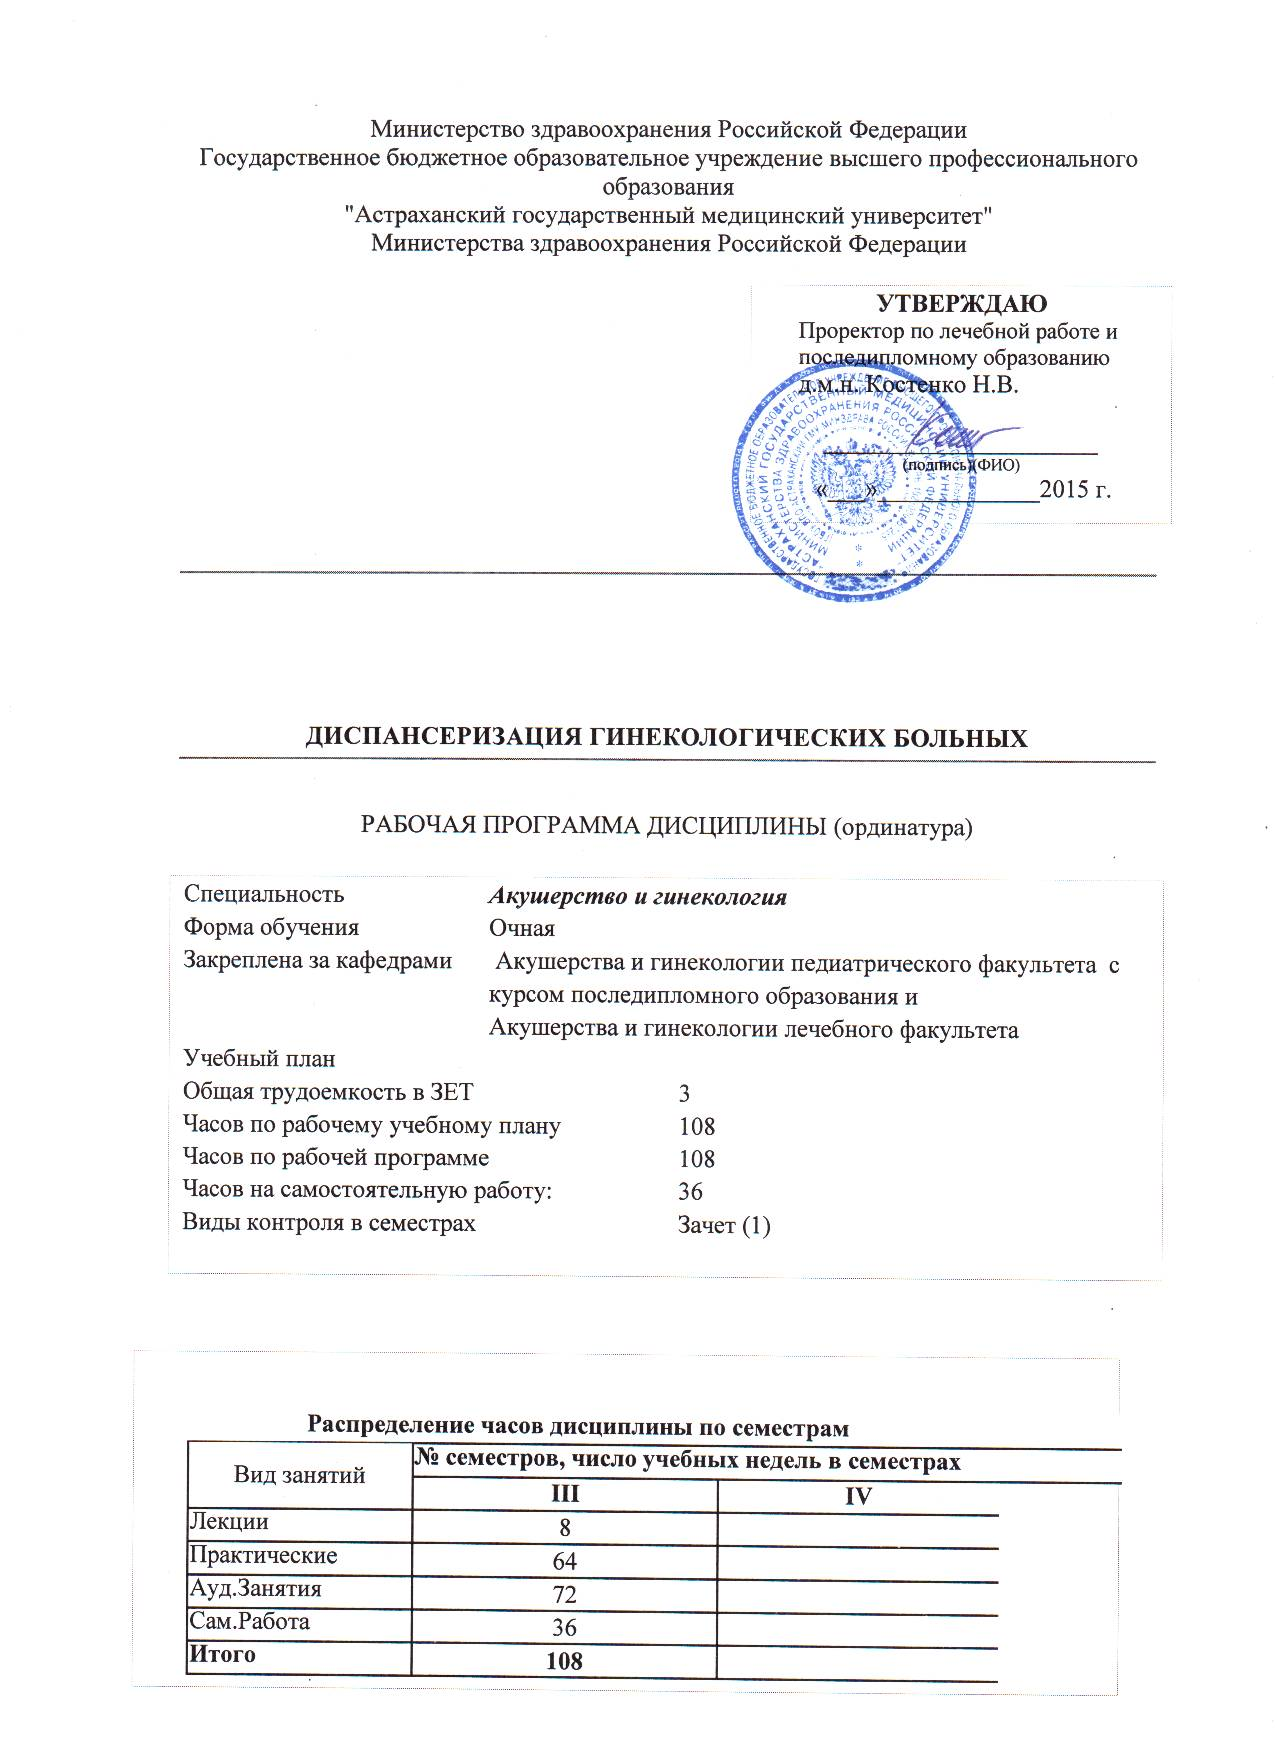 Министерство здравоохранения Российской Федерации
Государственное бюджетное образовательное учреждение высшего профессионального
образования
"Астраханский государственный медицинский университет"
Министерства здравоохранения Российской Федерации
УТВЕРЖДАЮ
Проректор по лечебной работе и
последипломному образованию
д.м.н. Костенко Н.В.
(подпись)(ФИО)
«___»____________2015 г.
ДИСПАНСЕРИЗАЦИЯ ГИНЕКОЛОГИЧЕСКИХ БОЛЬНЫХ
РАБОЧАЯ ПРОГРАММА ДИСЦИПЛИНЫ (ординатура)
Специальность Акушерство и гинекология
Форма обучения Очная
Закреплена за кафедрами Акушерства и гинекологии педиатрического факультета с
курсом последипломного образования и
Акушерства и гинекологии лечебного факультета
Учебный план
Общая трудоемкость в ЗЕТ 3
Часов по рабочему учебному плану 108
Часов по рабочей программе 108
Часов на самостоятельную работу: 36
Виды контроля в семестрах Зачет (1)
Распределение часов дисциплины по семестрам
Вид занятий № семестров, число учебных недель в семестрах
III IV
Лекции 8
Практические 64
Ауд.Занятия 72
Сам.Работа 36
Итого 108